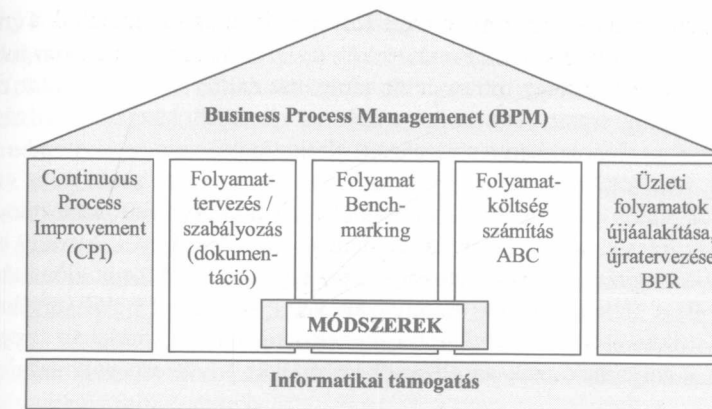 Business Process Managemenet (BPM)
Continuous
Process
Improvement
(CPI)
Folyamat-
tervezés /
szabályozás
(dokumen-
táció)
Folyamat
Bench-
marking
Folyamat-
költség
számítás
ABC
Üzleti
folyamatok
újjáalakítása,
újratervezése
BPR
MÓDSZEREK
Informatikai támogatás